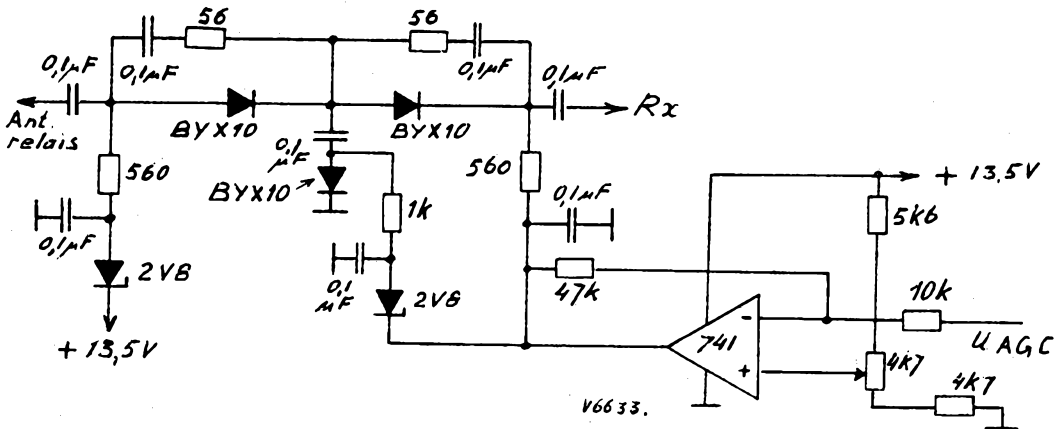 56
56
0,1µF
0,1µF
0,1µF
0,1µF
Rx
Ant.
relais
BYX10
BYX10
0,1
µF
560
BYX10
560
+ 13,5V
1k
0,1µF
5k6
0,1µF
2V8
47k
10k
0,1
µF
2V8
-
741
U AGC
+
4k7
4k7
+ 13,5V
V6633.